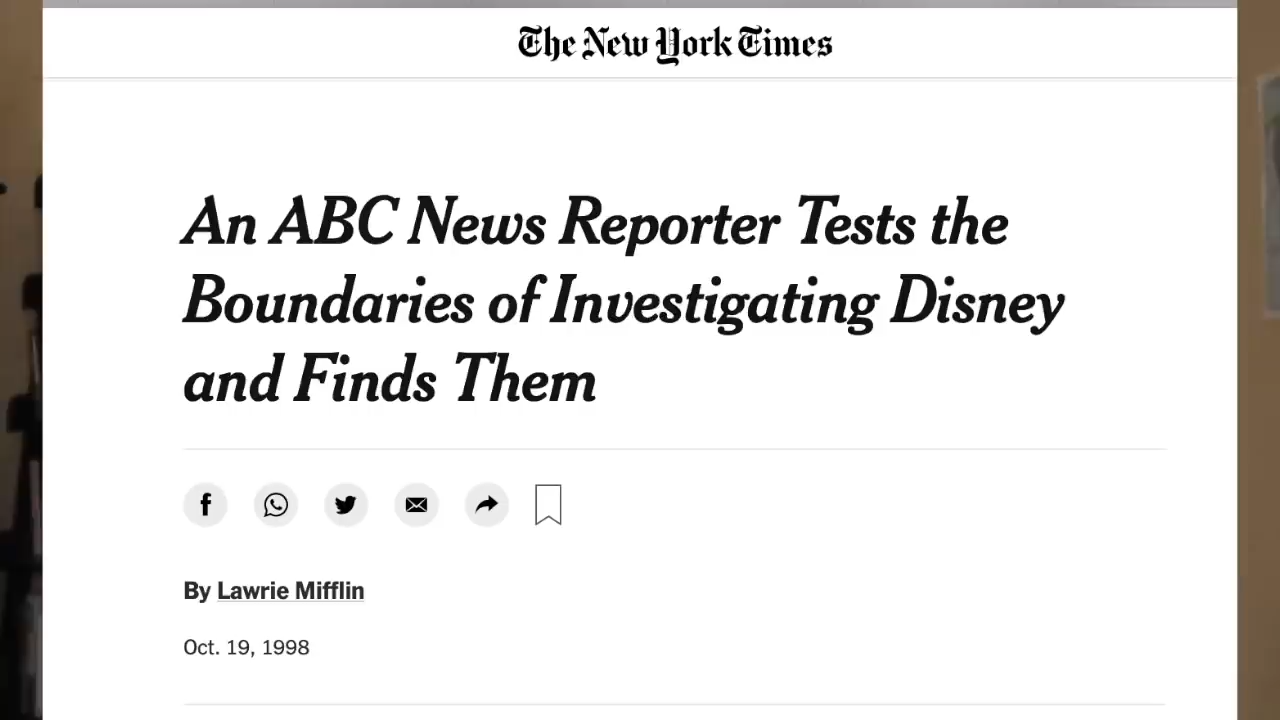 The New York Times
An ABC News Reporter Tests the
Boundaries of Investigating Disney
and Finds Them
By Lawrie Mifflin
Oct. 19, 1998